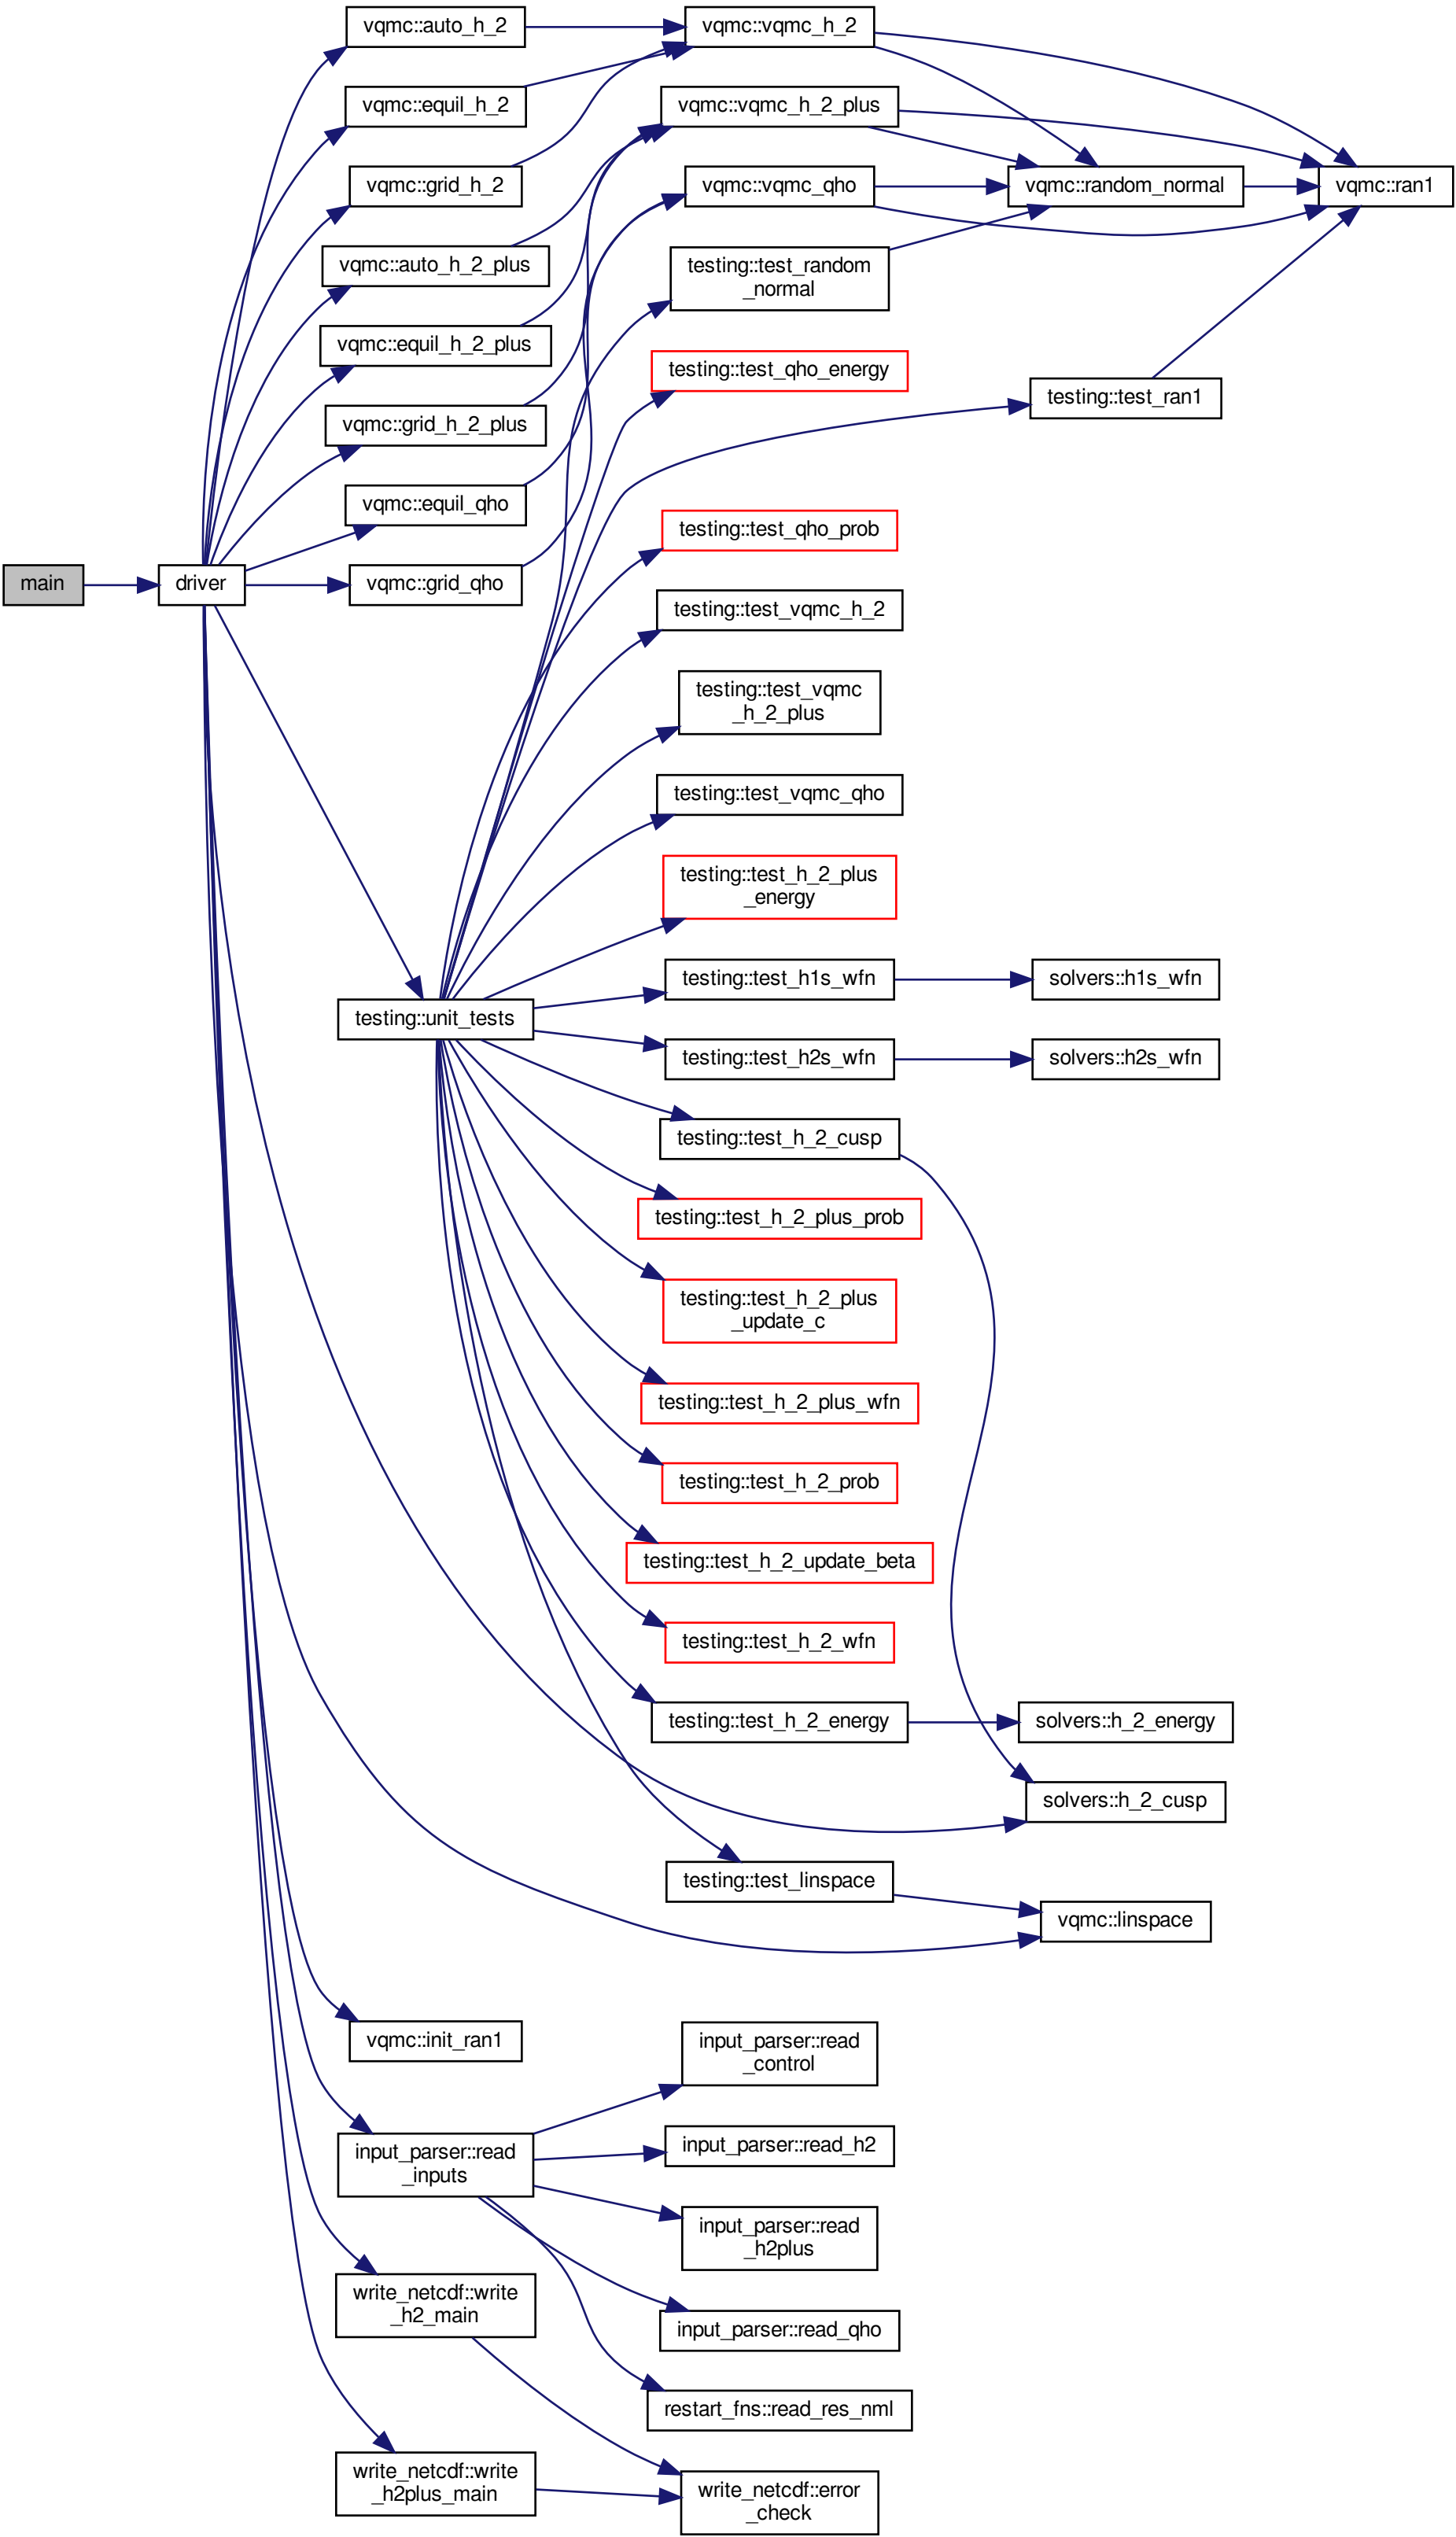 vqmc::auto_h_2
vqmc::vqmc_h_2
vqmc::equil_h_2
vqmc::vqmc_h_2_plus
vqmc::grid_h_2
vqmc::vqmc_qho
vqmc::random_normal
vqmc::ran1
vqmc::auto_h_2_plus
testing::test_random
_normal
vqmc::equil_h_2_plus
testing::test_qho_energy
testing::test_ran1
vqmc::grid_h_2_plus
vqmc::equil_qho
testing::test_qho_prob
main
driver
vqmc::grid_qho
testing::test_vqmc_h_2
testing::test_vqmc
_h_2_plus
testing::test_vqmc_qho
testing::test_h_2_plus
_energy
testing::test_h1s_wfn
solvers::h1s_wfn
testing::unit_tests
testing::test_h2s_wfn
solvers::h2s_wfn
testing::test_h_2_cusp
testing::test_h_2_plus_prob
testing::test_h_2_plus
_update_c
testing::test_h_2_plus_wfn
testing::test_h_2_prob
testing::test_h_2_update_beta
testing::test_h_2_wfn
testing::test_h_2_energy
solvers::h_2_energy
solvers::h_2_cusp
testing::test_linspace
vqmc::linspace
vqmc::init_ran1
input_parser::read
_control
input_parser::read_h2
input_parser::read
_inputs
input_parser::read
_h2plus
write_netcdf::write
_h2_main
input_parser::read_qho
restart_fns::read_res_nml
write_netcdf::write
_h2plus_main
write_netcdf::error
_check